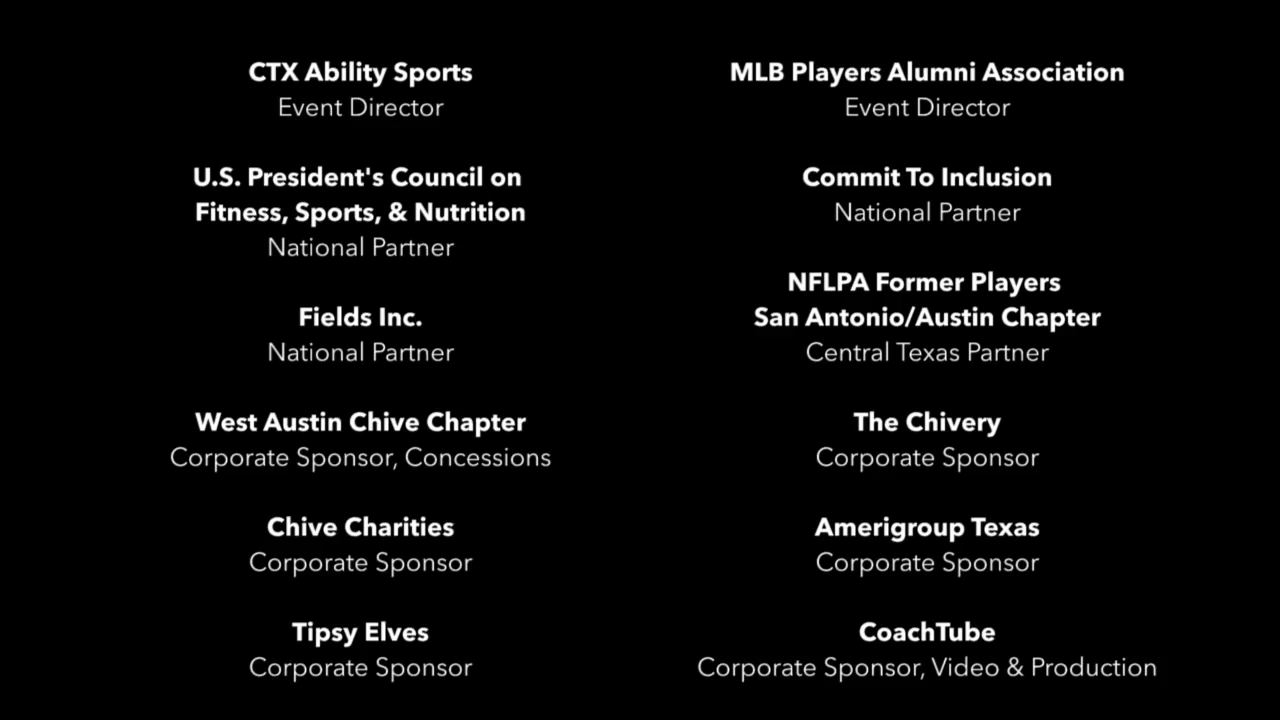 CTX Ability Sports
Event Director
U.S. President's Council on
Fitness, Sports, & Nutrition
National Partner
Fields Inc.
National Partner
West Austin Chive Chapter
Corporate Sponsor, Concessions
Chive Charities
Corporate Sponsor
Tipsy Elves
Corporate Sponsor
MLB Players Alumni Association
Event Director
Commit To Inclusion
National Partner
NFLPA Former Players
San Antonio/Austin Chapter
Central Texas Partner
The Chivery
Corporate Sponsor
Amerigroup Texas
Corporate Sponsor
CoachTube
Corporate Sponsor, Video & Production